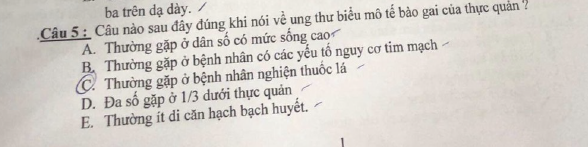 ba trên dạ dày.
Câu 5 : Câu nào sau đây đúng khi nói về ung thư biểu mô tế bào gai của thực quản ?
A. Thường gặp ở dân số có mức sống cao
B. Thường gặp ở bệnh nhân có các yếu tố nguy cơ tim mạch
C. Thường gặp ở bệnh nhân nghiện thuốc lá
D. Đa số gặp ở 1/3 dưới thực quản
E. Thường ít di căn hạch bạch huyết.
1